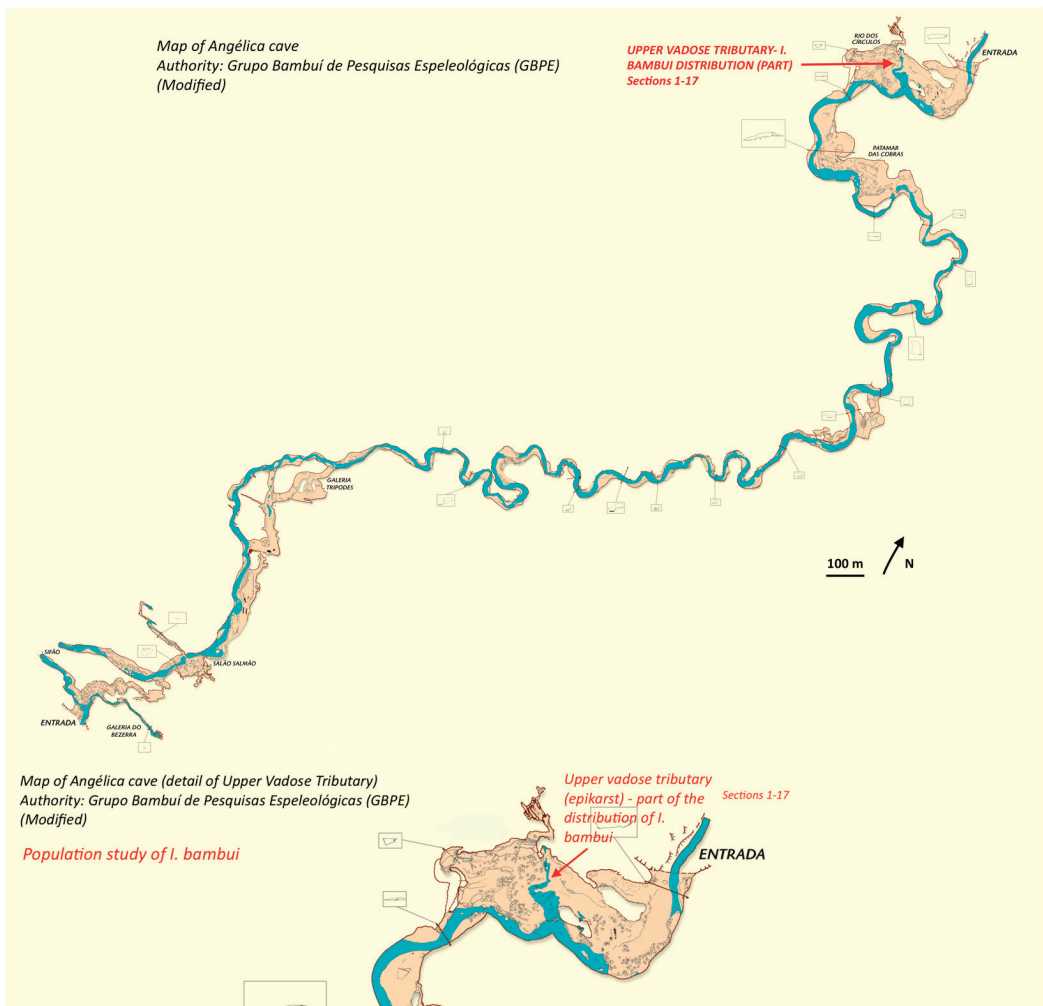 Map of Angélica cave
Authority: Grupo Bambuí de Pesquisas Espeleológicas (GBPE)
(Modified)
UPPER VADOSE TRIBUTARY- I.
BAMBUI DISTRIBUTION (PART)
Sections 1-17
RIO DOS
CÍRCULOS
ENTRADA
PATAMAR
DAS COBRAS
GALERIA
TRIPODES
100 m
N
SIFÃO
SALÃO SALMÃO
ENTRADA
GALERIA DO
BEZERRA
Map of Angélica cave (detail of Upper Vadose Tributary)
Authority: Grupo Bambuí de Pesquisas Espeleológicas (GBPE)
(Modified)
Population study of I. bambui
Upper vadose tributary
(epikarst) - part of the
distribution of I.
bambui
Sections 1-17
ENTRADA